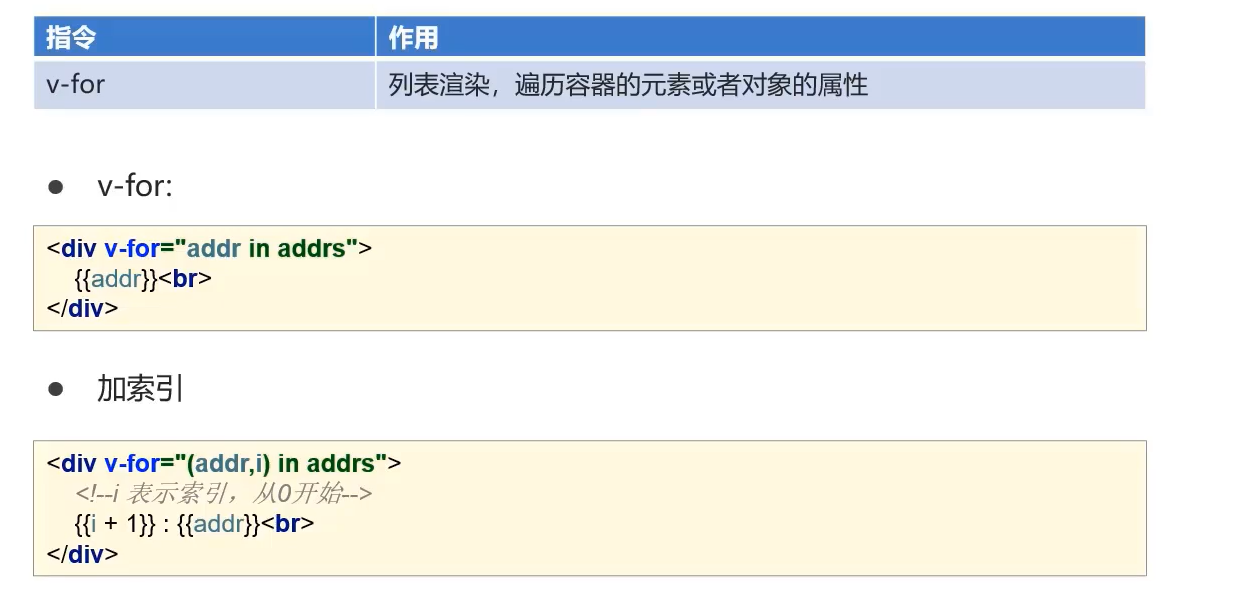 指令 作用
v-for 列表渲染，遍历容器的元素或者对象的属性
● v-for:
<div v-for="addr in addrs">
{{addr}}<br>
</div>
● 加索引
<div v-for="(addr,i) in addrs">
<!--i 表示索引，从0开始-->
{{i + 1}} : {{addr}}<br>
</div>